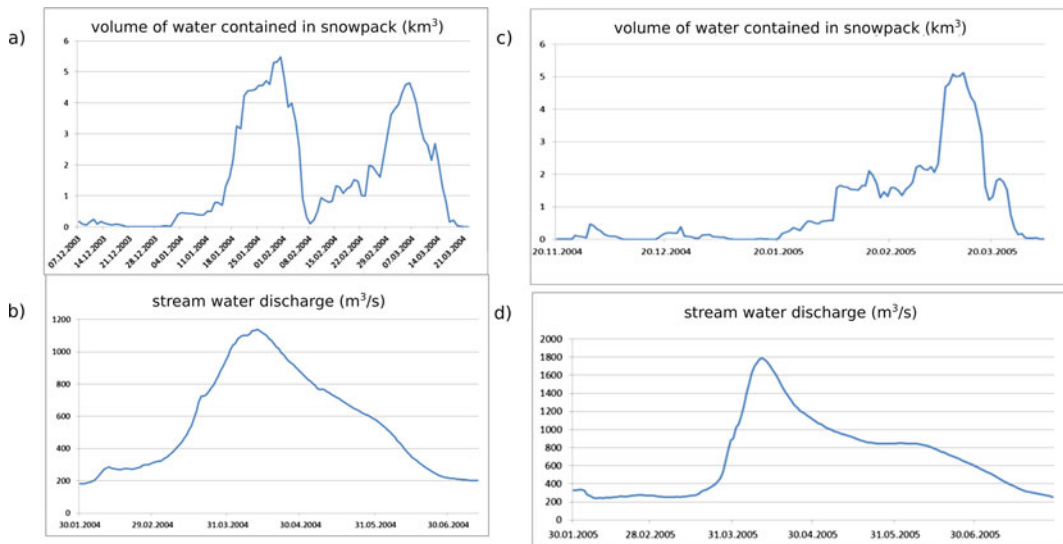 a)
volume of water contained in snowpack (km³)
6
5
4
3
2
1
0
07.12.2003 14.12.2003 21.12.2003 28.12.2003 04.01.2004 11.01.2004 18.01.2004 25.01.2004 01.02.2004 08.02.2004 15.02.2004 22.02.2004 29.02.2004 07.03.2004 14.03.2004 21.03.2004
b)
stream water discharge (m³/s)
1200
1000
800
600
400
200
0
30.01.2004 29.02.2004 31.03.2004 30.04.2004 31.05.2004 30.06.2004
c)
volume of water contained in snowpack (km³)
6
5
4
3
2
1
0
20.11.2004 20.12.2004 20.01.2005 20.02.2005 20.03.2005
d)
stream water discharge (m³/s)
2000
1800
1600
1400
1200
1000
800
600
400
200
0
30.01.2005 28.02.2005 31.03.2005 30.04.2005 31.05.2005 30.06.2005